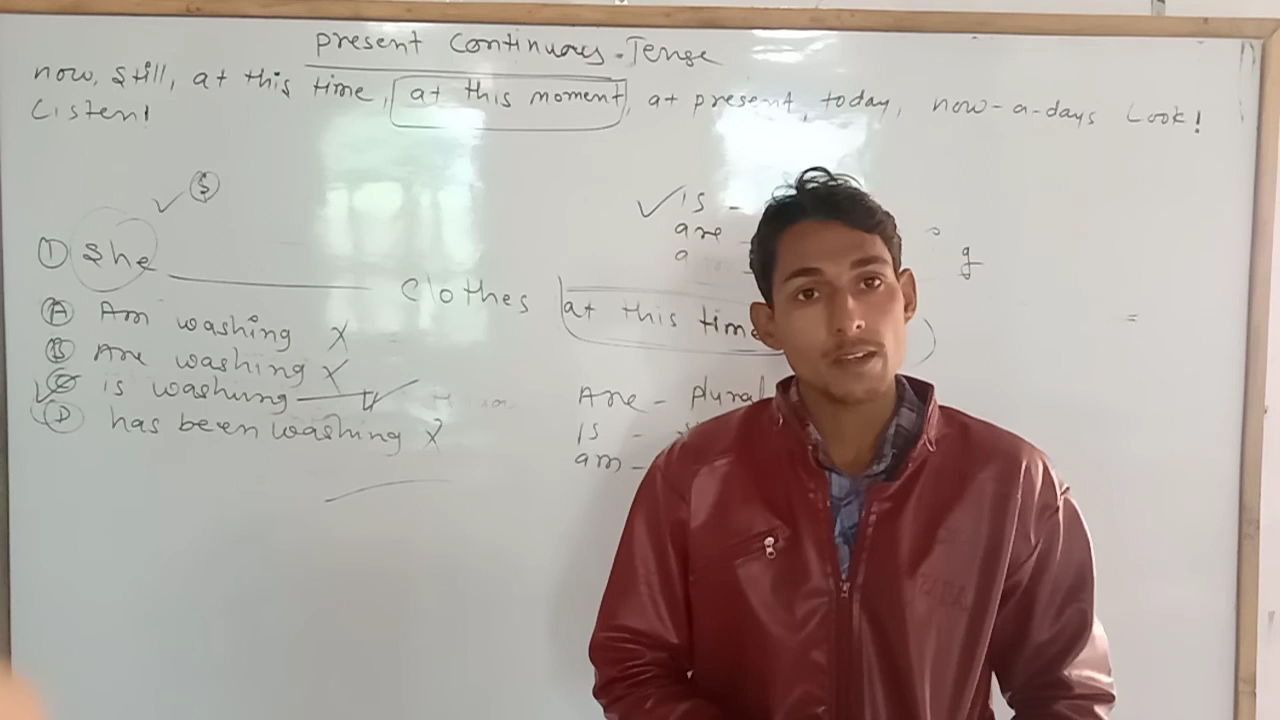 present continuous Tense
now, still, at this time, at this moment, at present, today, now-a-days Look!
Listen!
✓ S
① She ________ clothes at this time
Ⓐ Am washing X
Ⓑ Are washing X
Ⓒ is washing ✓
Ⓓ has been washing X
✓ is -
are -
a
g
=
Are - plural
is -
am -